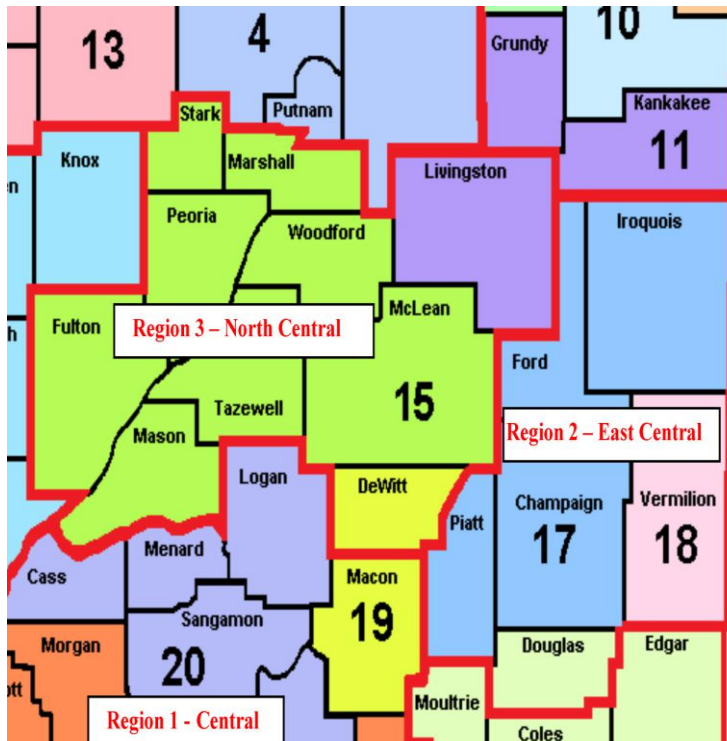 13
4
10
Grundy
Stark
Putnam
Kankakee
11
Knox
Marshall
Livingston
en
Peoria
Woodford
Iroquois
Fulton
Region 3 – North Central
McLean
h
Ford
15
Tazewell
Mason
Region 2 – East Central
Logan
DeWitt
Piatt
Champaign
Vermilion
17
18
Menard
Cass
Macon
Sangamon
19
Morgan
Douglas
Edgar
20
ott
Moultrie
Region 1 - Central
Coles